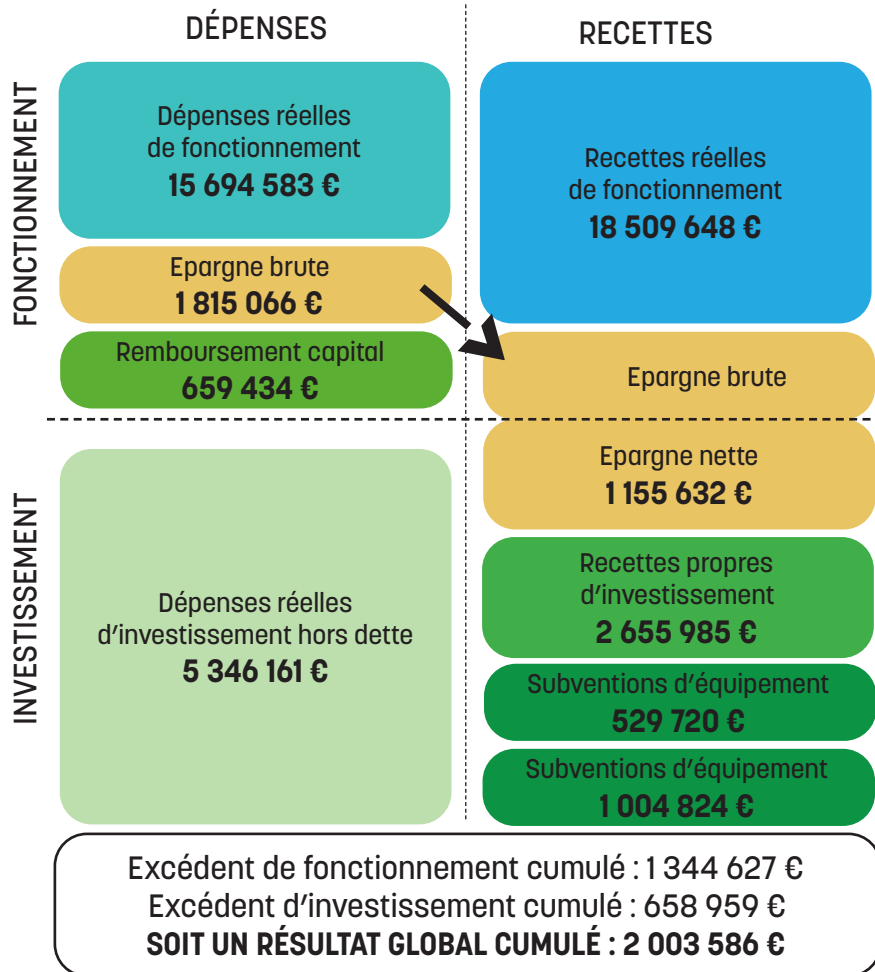 DÉPENSES
RECETTES
FONCTIONNEMENT
Dépenses réelles
de fonctionnement
15 694 583 €
Epargne brute
1 815 066 €
Remboursement capital
659 434 €
Recettes réelles
de fonctionnement
18 509 648 €
Epargne brute
INVESTISSEMENT
Dépenses réelles
d'investissement hors dette
5 346 161 €
Epargne nette
1 155 632 €
Recettes propres
d'investissement
2 655 985 €
Subventions d'équipement
529 720 €
Subventions d'équipement
1 004 824 €
Excédent de fonctionnement cumulé : 1 344 627 €
Excédent d'investissement cumulé : 658 959 €
SOIT UN RÉSULTAT GLOBAL CUMULÉ : 2 003 586 €